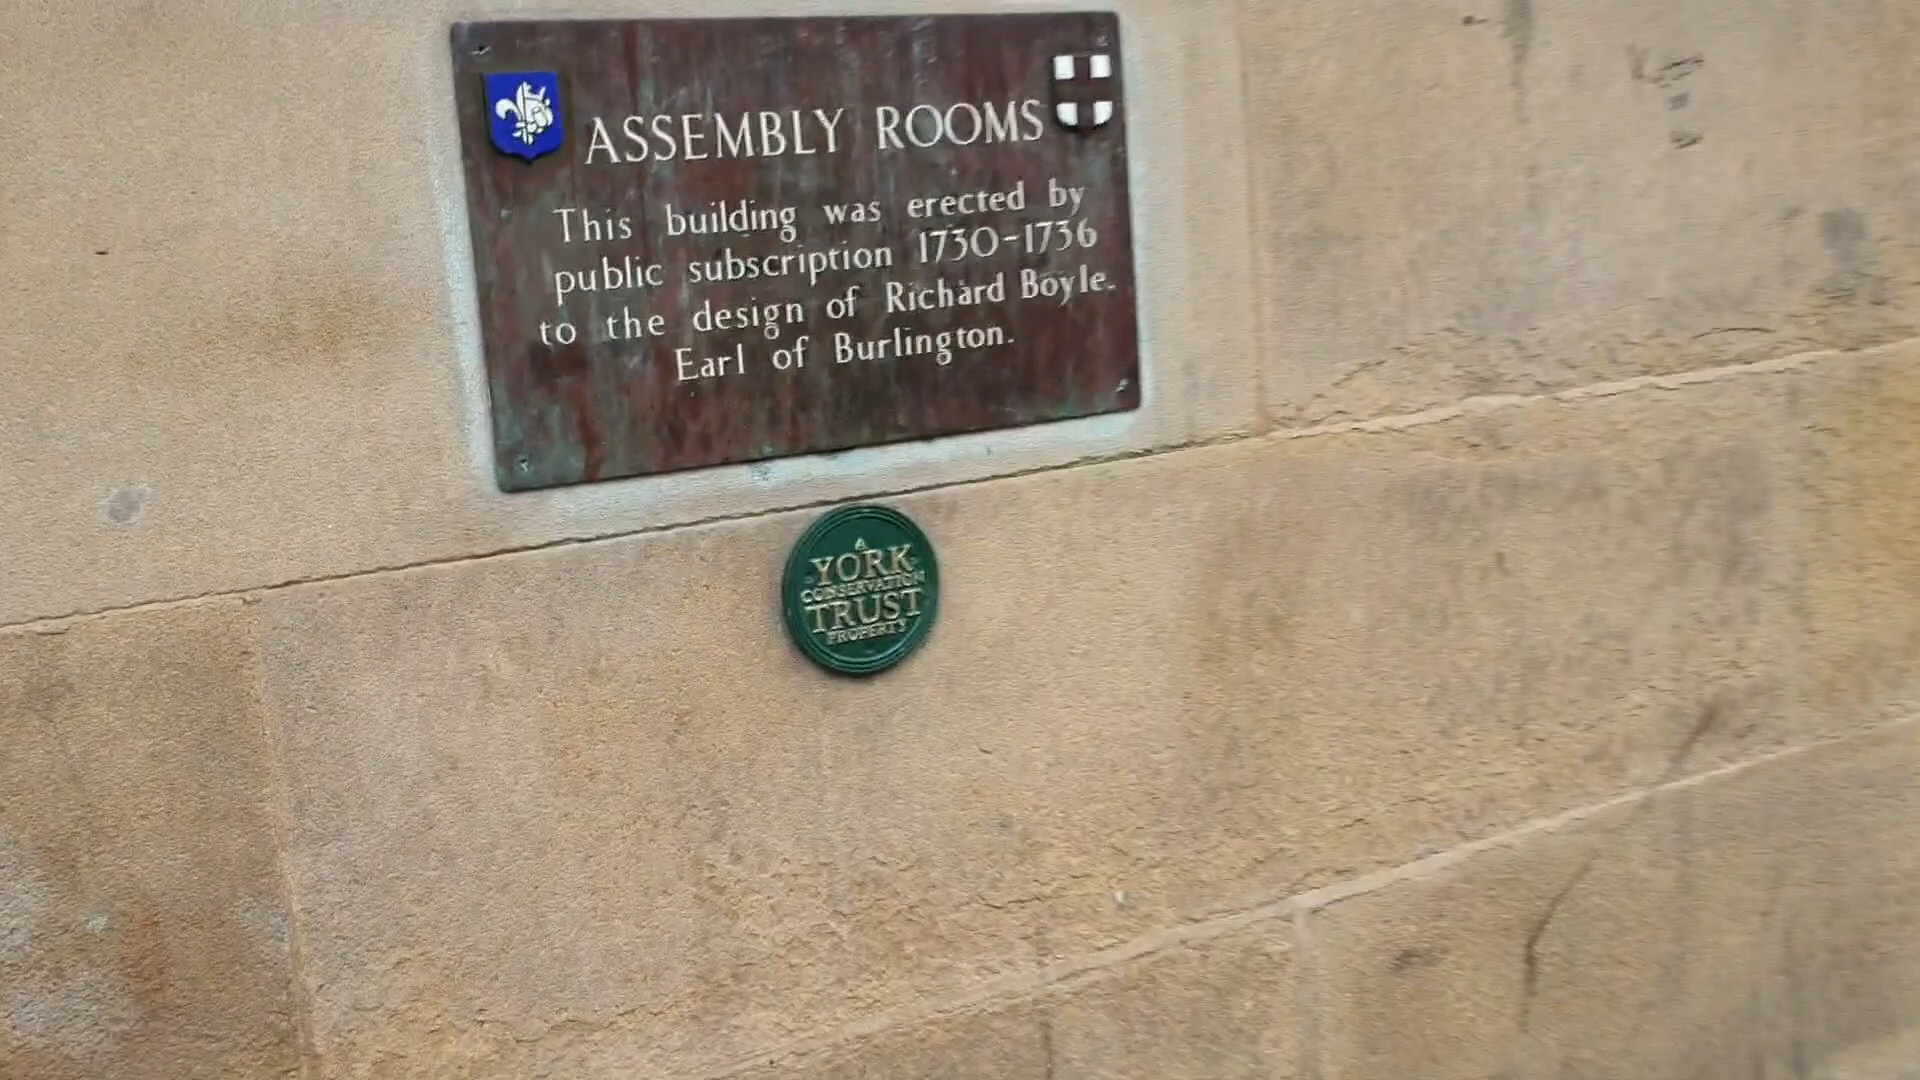 ASSEMBLY ROOMS
This building was erected by
public subscription 1730-1736
to the design of Richard Boyle.
Earl of Burlington.
A
YORK
CONSERVATION
TRUST
PROPERTY